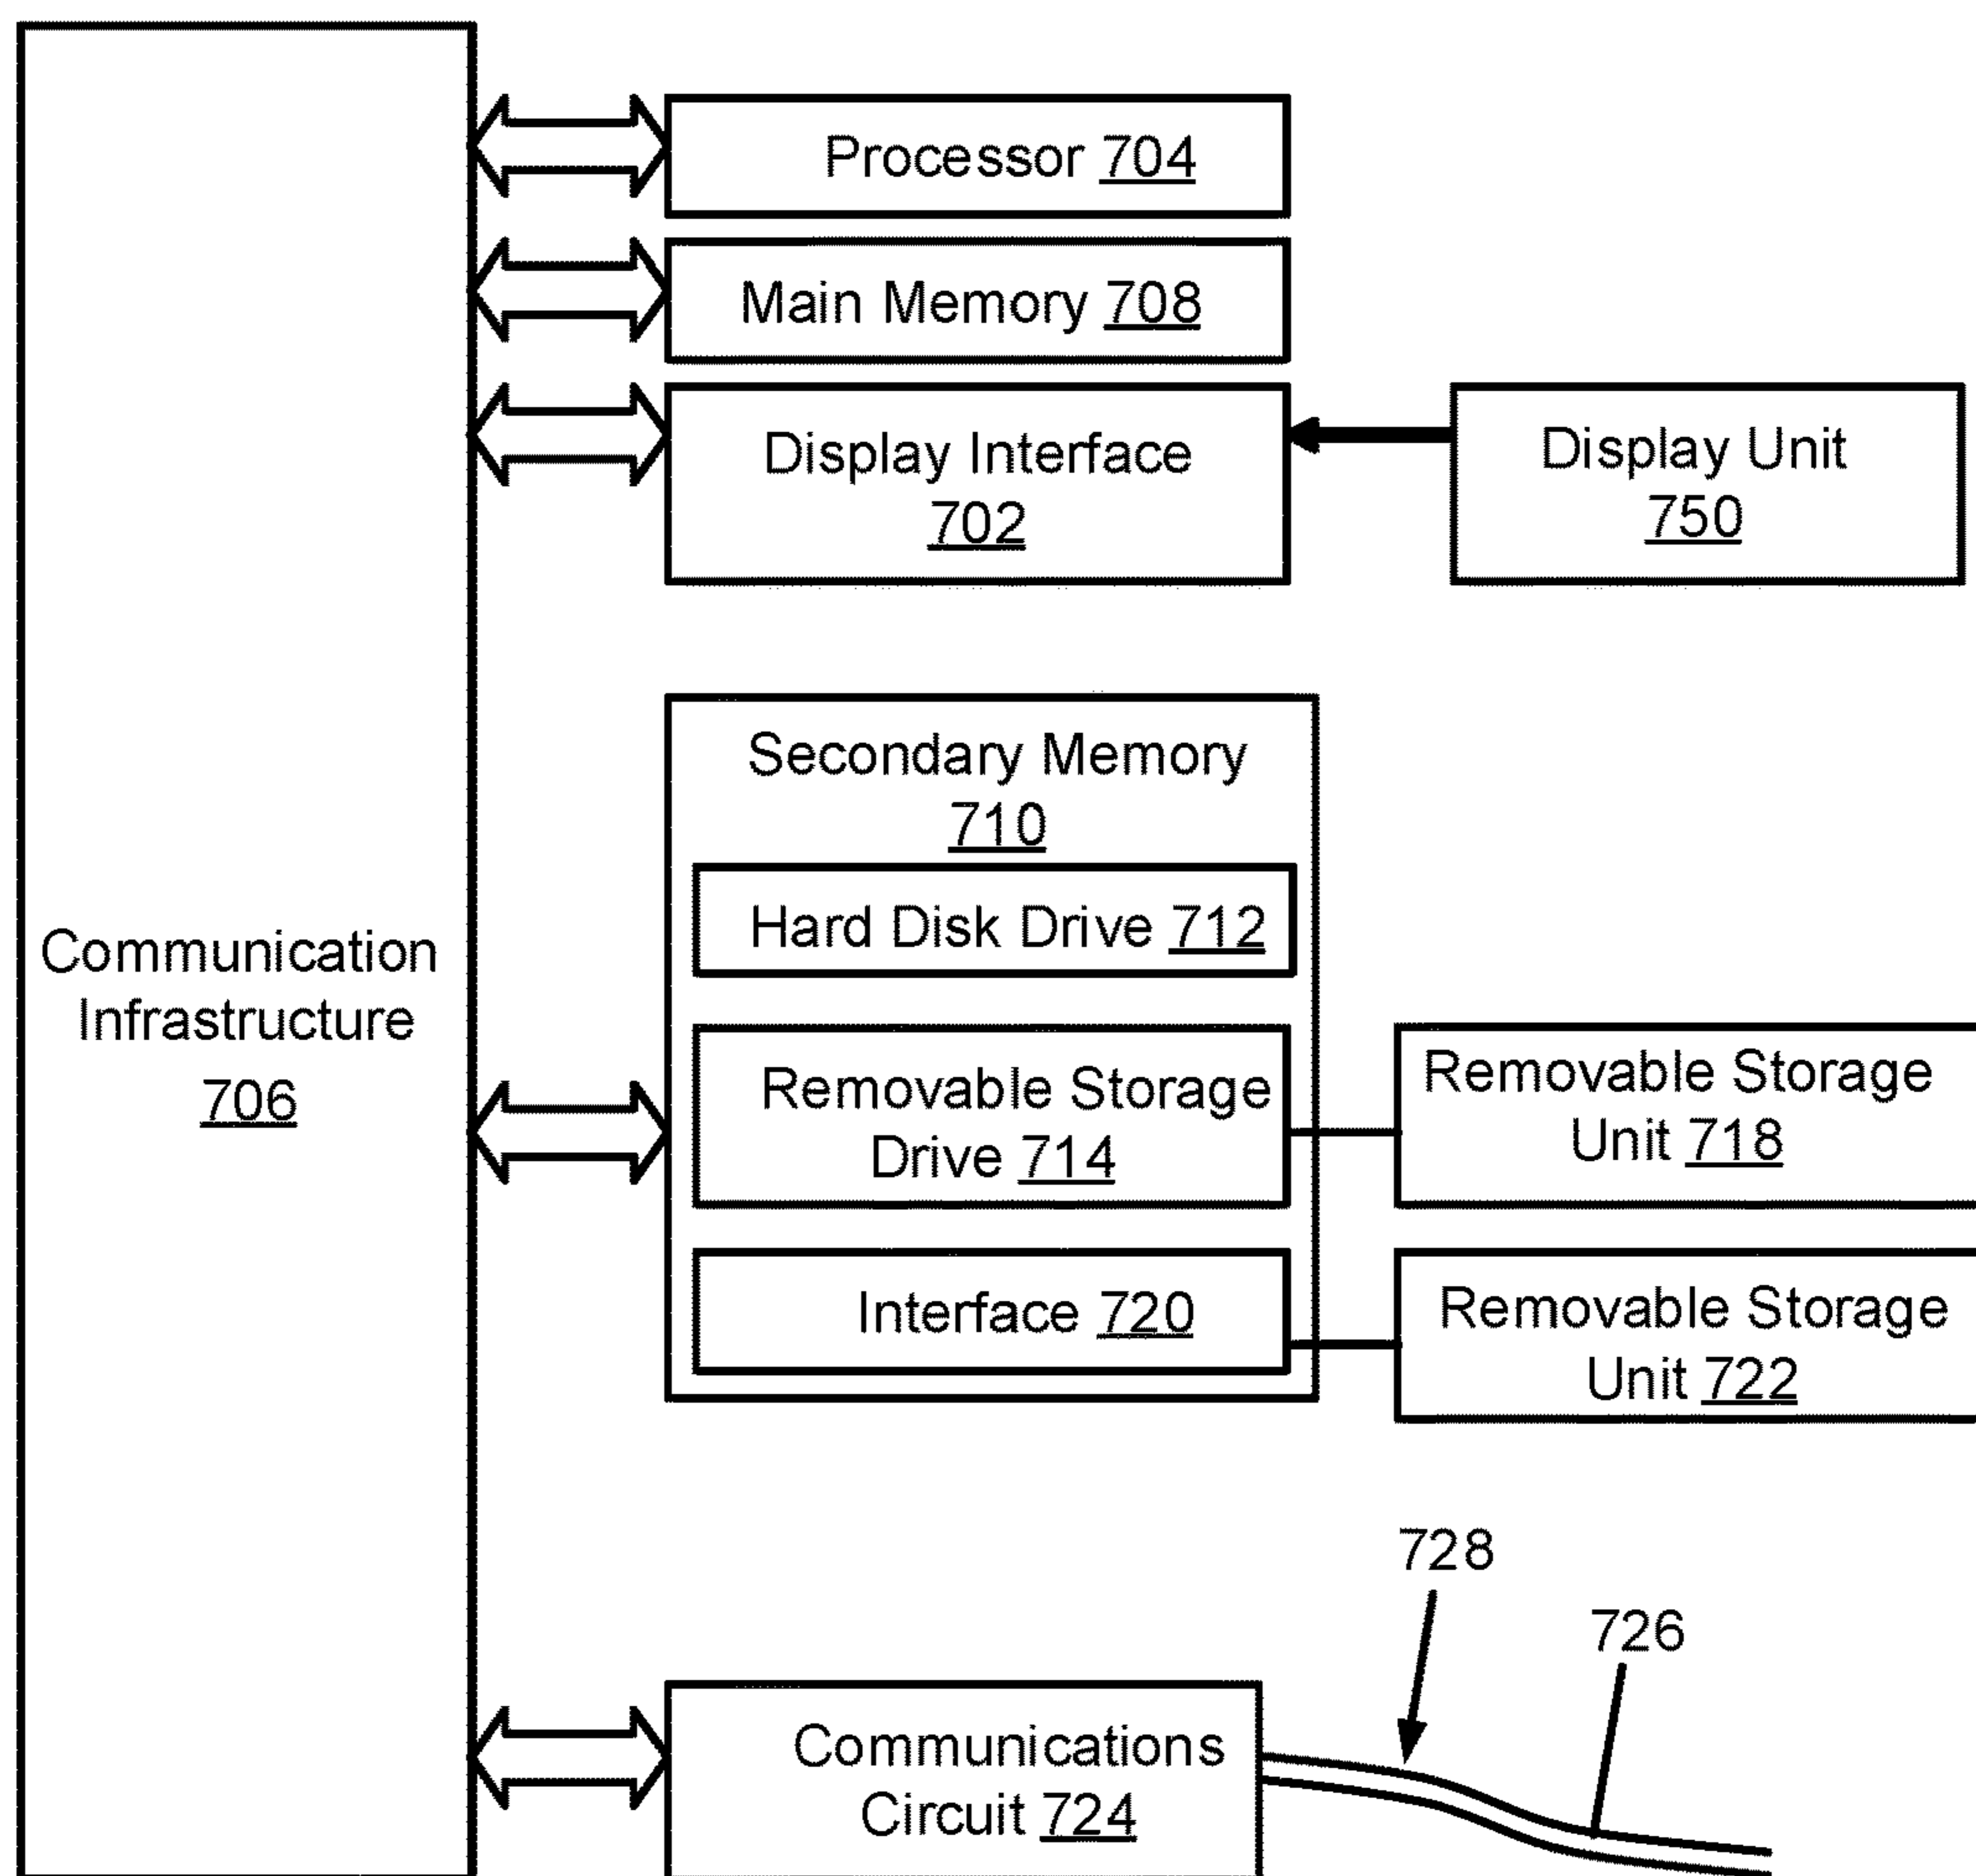 Processor 704
Main Memory 708
Display Interface
702
Display Unit
750
Secondary Memory
710
Hard Disk Drive 712
Communication
Infrastructure
706
Removable Storage
Drive 714
Removable Storage
Unit 718
Interface 720
Removable Storage
Unit 722
728
726
Communications
Circuit 724